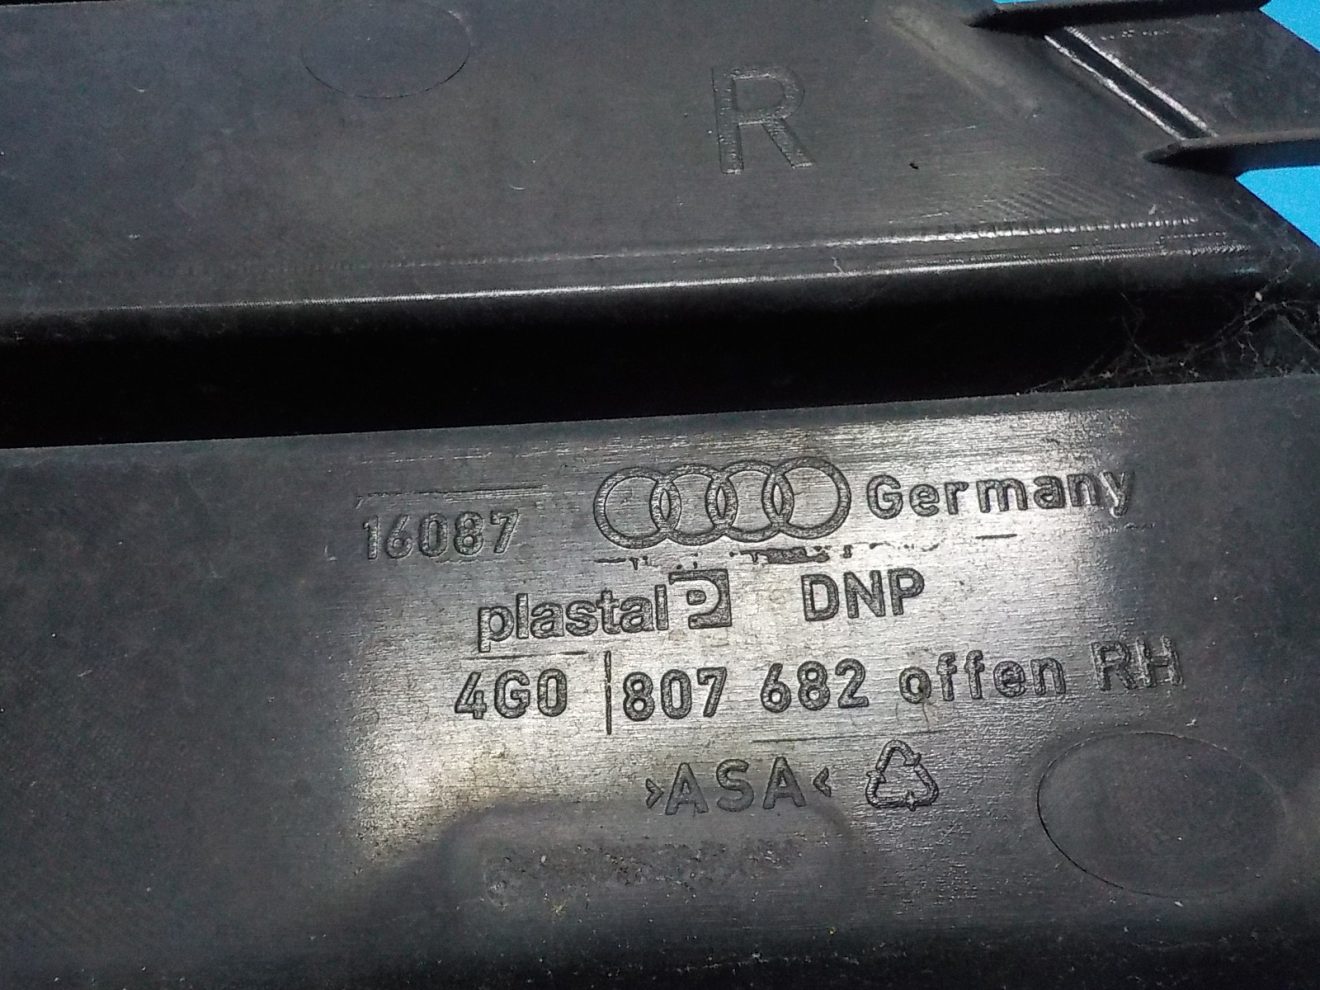 R
16087 Germany
plastal DNP
4G0 807 682 offen RH
>ASA<